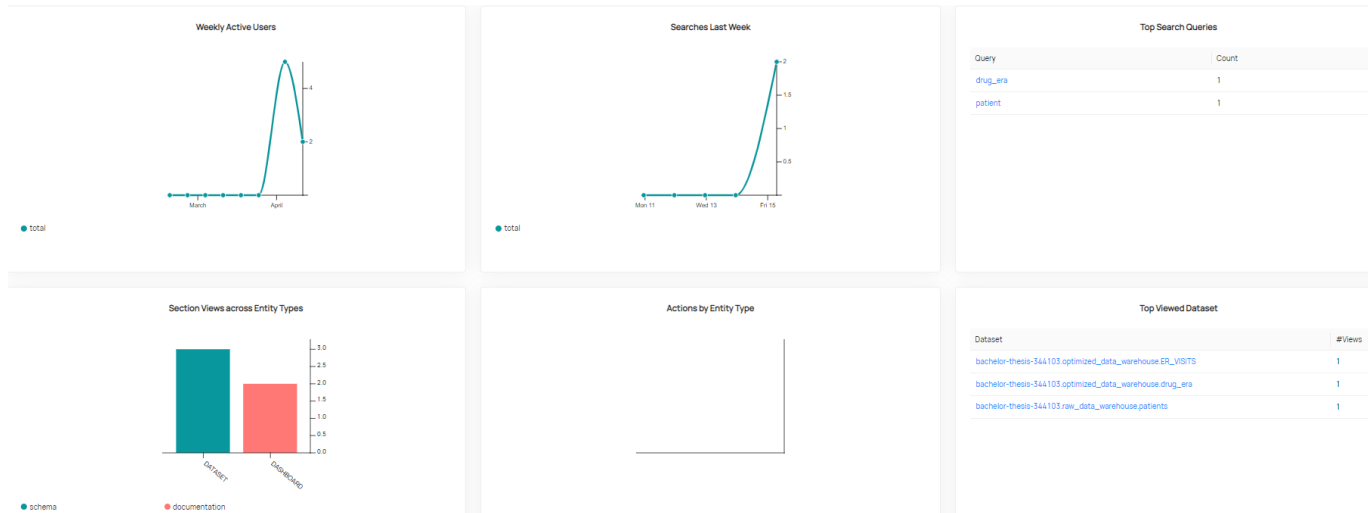 Weekly Active Users
4
2
March April
total
Searches Last Week
2
1.5
1
0.5
Mon 11 Wed 13 Fri 15
total
Top Search Queries
Query Count
drug_era 1
patient 1
Section Views across Entity Types
3.0
2.5
2.0
1.5
1.0
0.5
0.0
DATASET DASHBOARD
schema documentation
Actions by Entity Type
Top Viewed Dataset
Dataset #Views
bachelor-thesis-344103.optimized_data_warehouse.ER_VISITS 1
bachelor-thesis-344103.optimized_data_warehouse.drug_era 1
bachelor-thesis-344103.raw_data_warehouse.patients 1